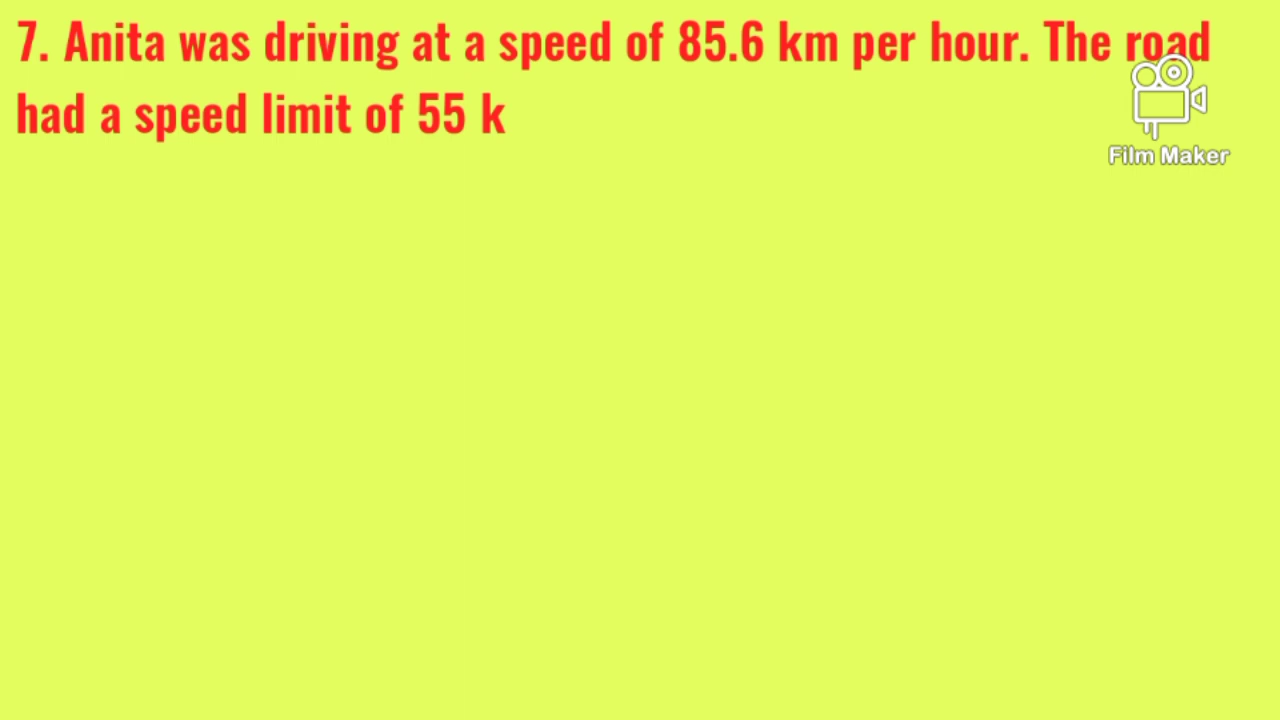 7. Anita was driving at a speed of 85.6 km per hour. The road
had a speed limit of 55 k
Film Maker